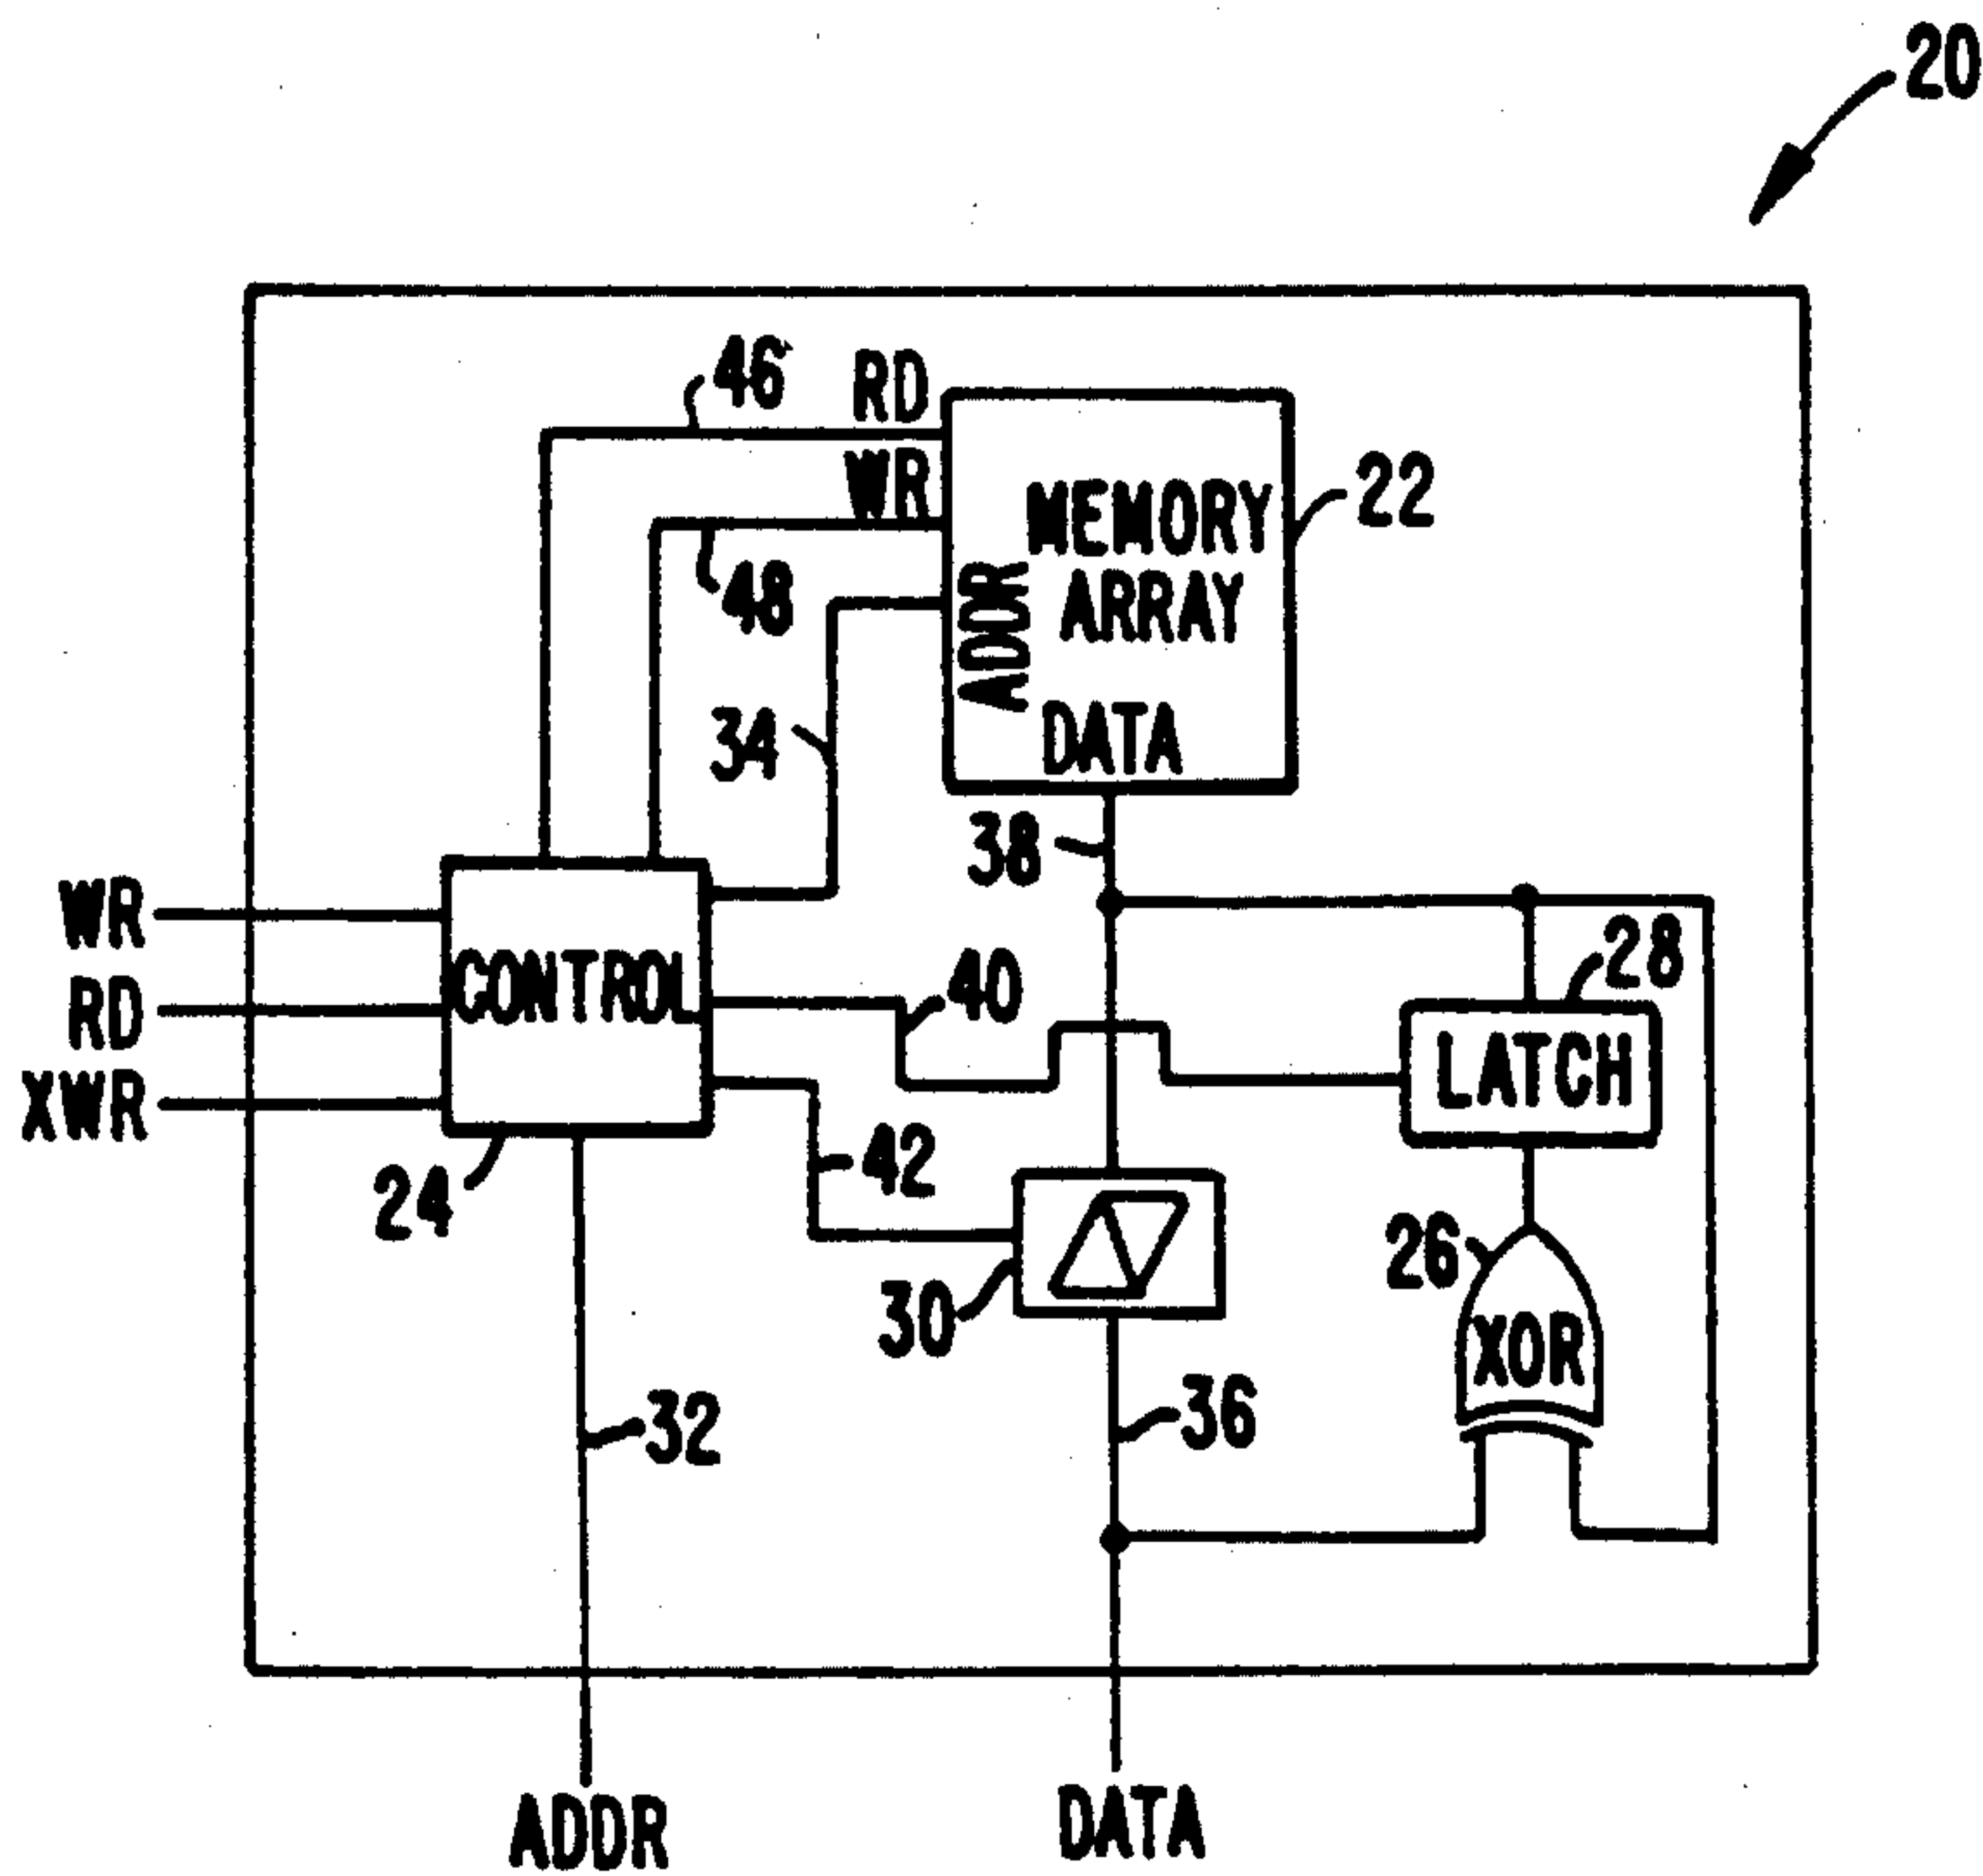 20
46 RD
WR
48
MEMORY
ARRAY
22
ADDR
DATA
34
38
WR
RD
XWR
CONTROL
40
28
LATCH
24
42
26
XOR
30
32
36
ADDR
DATA